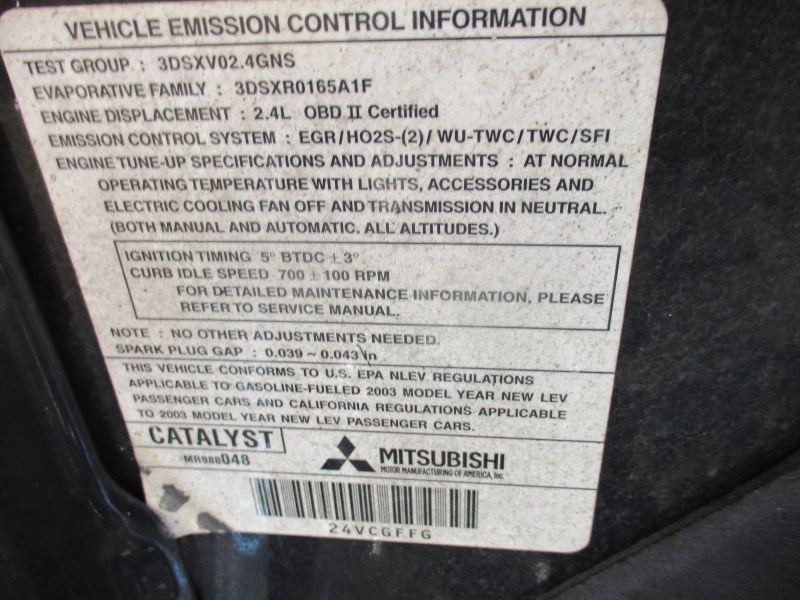 VEHICLE EMISSION CONTROL INFORMATION
TEST GROUP : 3DSXV02.4GNS
EVAPORATIVE FAMILY : 3DSXR0165A1F
ENGINE DISPLACEMENT : 2.4L OBD II Certified
EMISSION CONTROL SYSTEM : EGR/HO2S-(2)/WU-TWC/TWC/SFI
ENGINE TUNE-UP SPECIFICATIONS AND ADJUSTMENTS : AT NORMAL
OPERATING TEMPERATURE WITH LIGHTS, ACCESSORIES AND
ELECTRIC COOLING FAN OFF AND TRANSMISSION IN NEUTRAL.
(BOTH MANUAL AND AUTOMATIC. ALL ALTITUDES.)
IGNITION TIMING 5° BTDC ± 3°
CURB IDLE SPEED 700 ± 100 RPM
FOR DETAILED MAINTENANCE INFORMATION, PLEASE
REFER TO SERVICE MANUAL.
NOTE : NO OTHER ADJUSTMENTS NEEDED.
SPARK PLUG GAP : 0.039 ~ 0.043 in
THIS VEHICLE CONFORMS TO U.S. EPA NLEV REGULATIONS
APPLICABLE TO GASOLINE-FUELED 2003 MODEL YEAR NEW LEV
PASSENGER CARS AND CALIFORNIA REGULATIONS APPLICABLE
TO 2003 MODEL YEAR NEW LEV PASSENGER CARS.
CATALYST
MR988048
MITSUBISHI
MOTOR MANUFACTURING OF AMERICA, Inc.
24VCGFFG